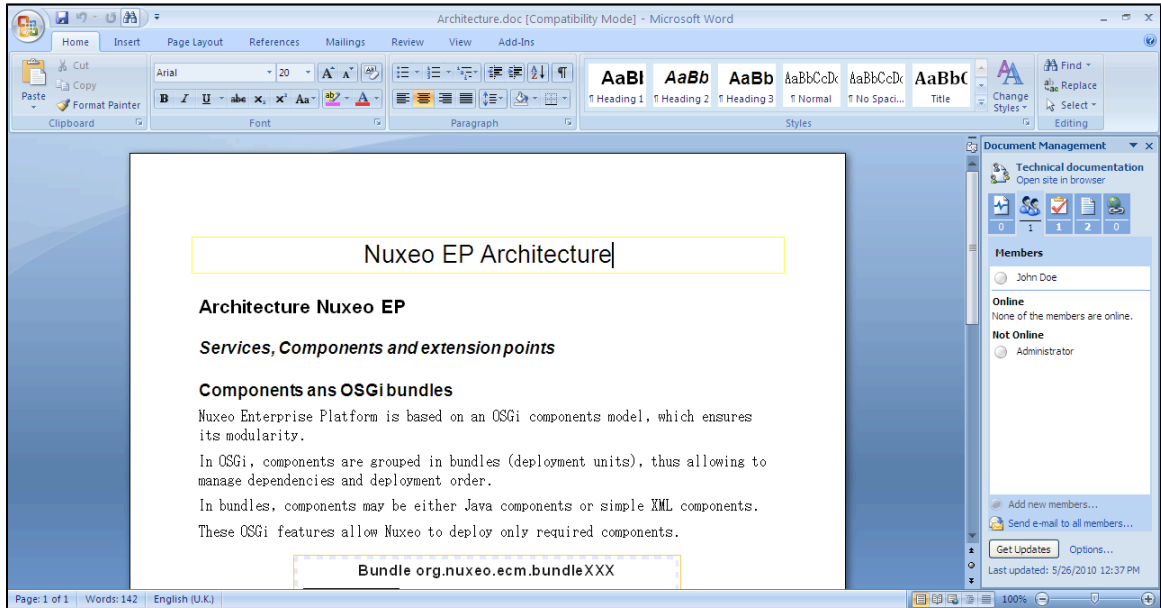 Architecture.doc [Compatibility Mode] - Microsoft Word
Home Insert Page Layout References Mailings Review View Add-Ins
Paste
Cut
Copy
Format Painter
Clipboard
Arial 20
B I U abe x₂ x² Aa A
Font
Paragraph
AaBl AaBb AaBb AaBbCcDc AaBbCcDc AaBbC
¶ Heading 1 ¶ Heading 2 ¶ Heading 3 ¶ Normal ¶ No Spaci... Title
Styles
Change Styles
Find
Replace
Select
Editing
Nuxeo EP Architecture
Architecture Nuxeo EP
Services, Components and extension points
Components ans OSGi bundles
Nuxeo Enterprise Platform is based on an OSGi components model, which ensures
its modularity.
In OSGi, components are grouped in bundles (deployment units), thus allowing to
manage dependencies and deployment order.
In bundles, components may be either Java components or simple XML components.
These OSGi features allow Nuxeo to deploy only required components.
Bundle org.nuxeo.ecm.bundleXXX
Document Management
Technical documentation
Open site in browser
0 1 1 2 0
Members
John Doe
Online
None of the members are online.
Not Online
Administrator
Add new members...
Send e-mail to all members...
Get Updates Options...
Last updated: 5/26/2010 12:37 PM
Page: 1 of 1 Words: 142 English (U.K.)
100%